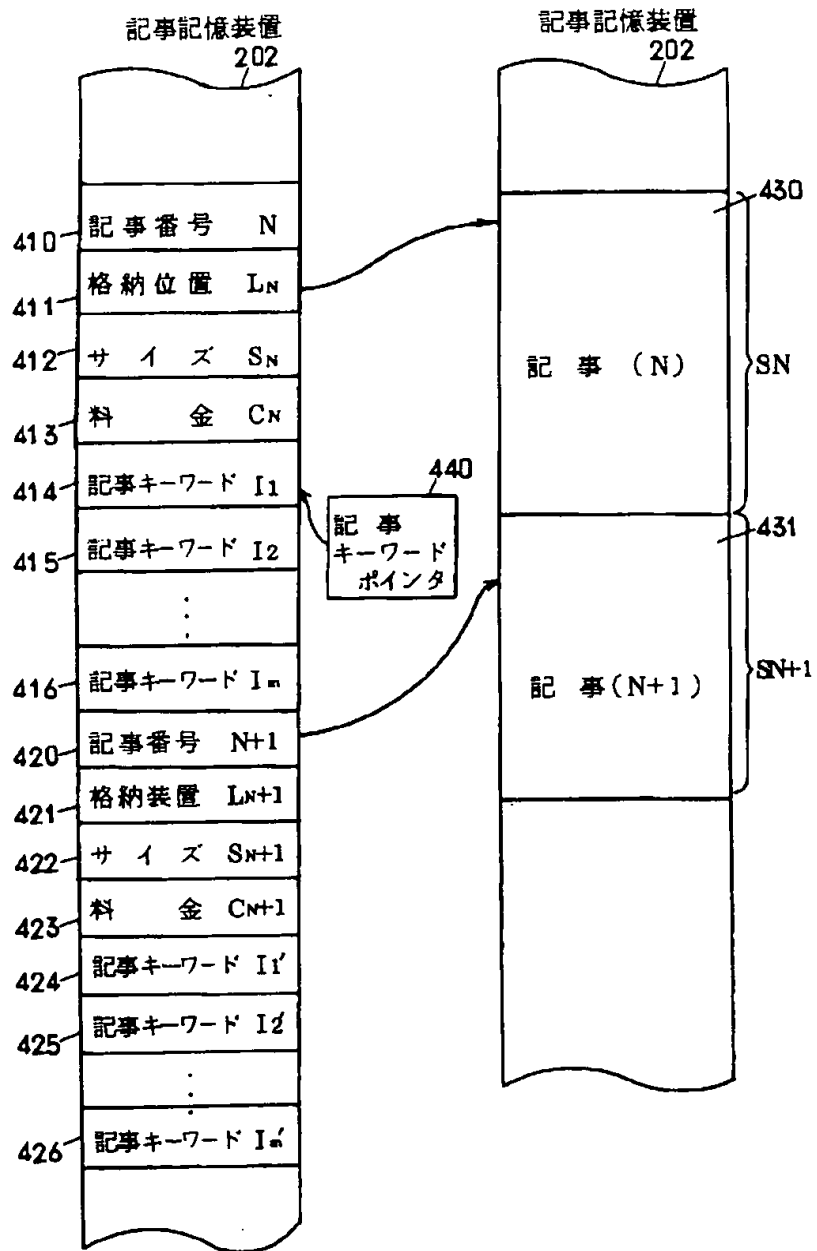 記事記憶装置
202
410 記事番号 N
411 格納位置 LN
412 サイズ SN
413 料金 CN
414 記事キーワード I1
415 記事キーワード I2
416 記事キーワード Im
420 記事番号 N+1
421 格納装置 LN+1
422 サイズ SN+1
423 料金 CN+1
424 記事キーワード I1'
425 記事キーワード I2'
426 記事キーワード Im'
440
記事
キーワード
ポインタ
記事記憶装置
202
430
記事 (N)
SN
431
記事(N+1)
SN+1